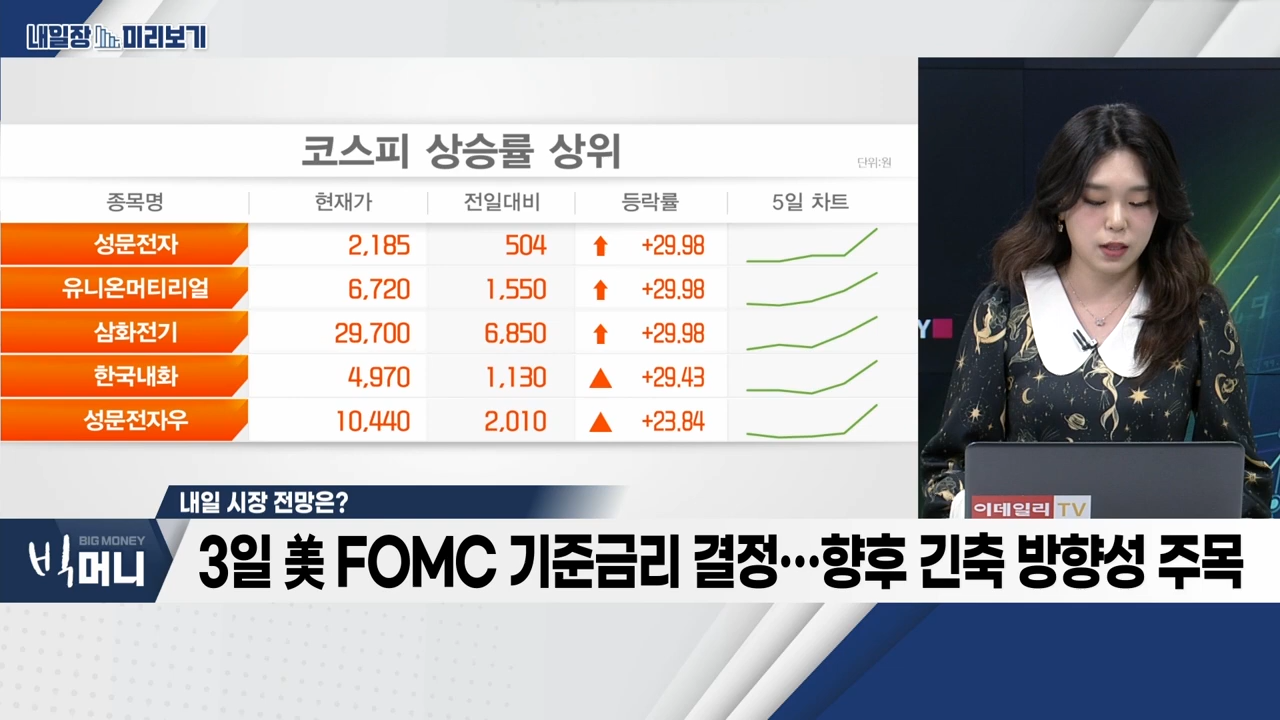 내일장 미리보기
코스피 상승률 상위
단위:원
종목명 현재가 전일대비 등락률 5일 차트
성문전자 2,185 504 +29.98
유니온머티리얼 6,720 1,550 +29.98
삼화전기 29,700 6,850 +29.98
한국내화 4,970 1,130 +29.43
성문전자우 10,440 2,010 +23.84
Y
이데일리 TV
내일 시장 전망은?
BIG MONEY
빅머니
3일 美 FOMC 기준금리 결정…향후 긴축 방향성 주목